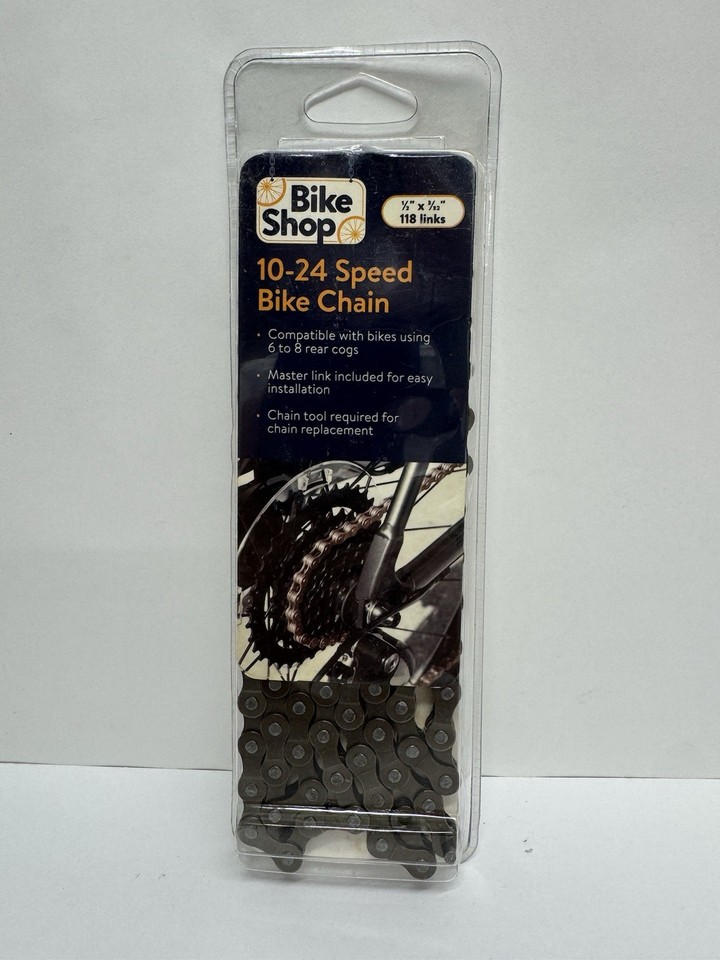 Bike
Shop
½" x ³⁄₃₂"
118 links
10-24 Speed
Bike Chain
• Compatible with bikes using
6 to 8 rear cogs
• Master link included for easy
installation
• Chain tool required for
chain replacement